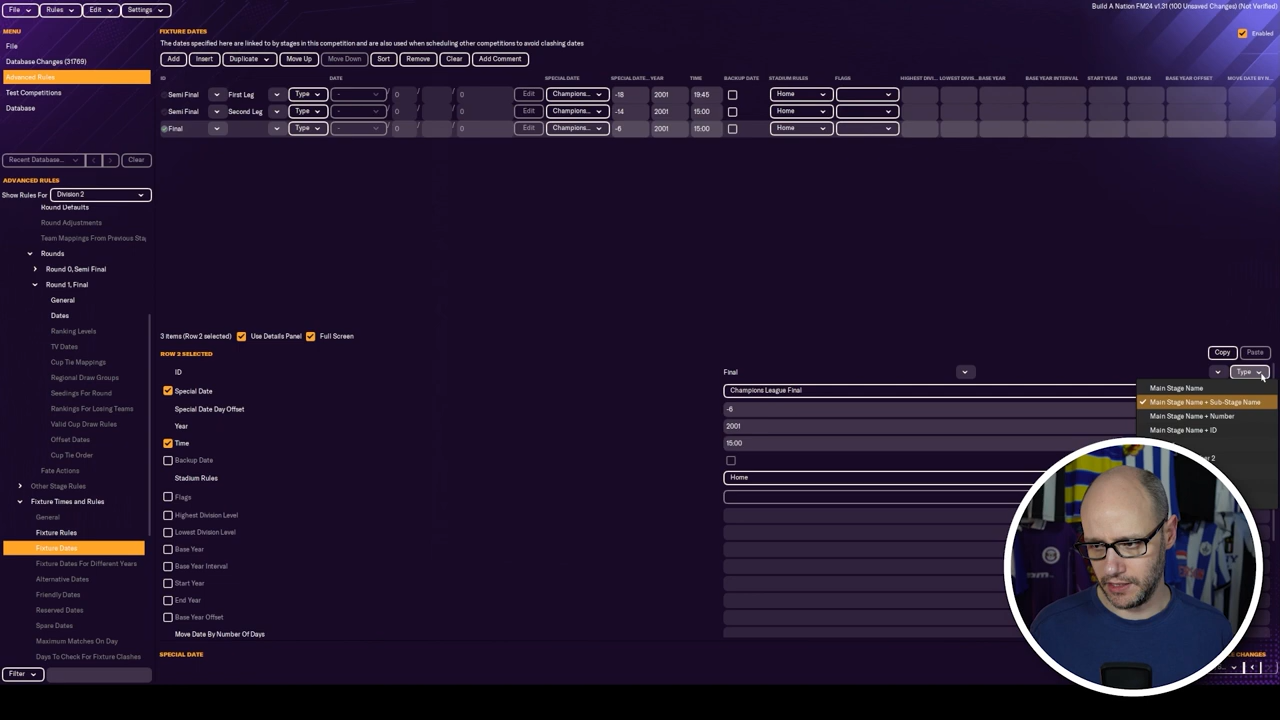 File Rules Edit Settings
Build A Nation FM24 v1.31 (100 Unsaved Changes) (Not Verified)
MENU
File
Database Changes (31769)
Advanced Rules
Test Competitions
Database
Recent Database...
Clear
ADVANCED RULES
Show Rules For Division 2
Round Defaults
Round Adjustments
Team Mappings From Previous Sta
Rounds
Round 0, Semi Final
Round 1, Final
General
Dates
Ranking Levels
TV Dates
Cup Tie Mappings
Regional Draw Groups
Seedings For Round
Rankings For Losing Teams
Valid Cup Draw Rules
Offset Dates
Cup Tie Order
Fate Actions
Other Stage Rules
Fixture Times and Rules
General
Fixture Rules
Fixture Dates
Fixture Dates For Different Years
Alternative Dates
Friendly Dates
Reserved Dates
Spare Dates
Maximum Matches On Day
Days To Check For Fixture Clashes
Filter
FIXTURE DATES
Enabled
The dates specified here are linked to by stages in this competition and are also used when scheduling other competitions to avoid clashing dates
Add Insert Duplicate Move Up Move Down Sort Remove Clear Add Comment
ID DATE SPECIAL DATE SPECIAL DATE... YEAR TIME BACKUP DATE STADIUM RULES FLAGS HIGHEST DIVI... LOWEST DIVIS... BASE YEAR BASE YEAR INTERVAL START YEAR END YEAR BASE YEAR OFFSET MOVE DATE BY N...
Semi Final First Leg Type - / 0 / 0 Edit Champions... -18 2001 19:45 Home
Semi Final Second Leg Type - / 0 / 0 Edit Champions... -14 2001 15:00 Home
Final Type - / 0 / 0 Edit Champions... -6 2001 15:00 Home
3 items (Row 2 selected) Use Details Panel Full Screen
ROW 2 SELECTED
Copy Paste
ID Final Type
Special Date Champions League Final
Special Date Day Offset -6
Year 2001
Time 15:00
Backup Date
Stadium Rules Home
Flags
Highest Division Level
Lowest Division Level
Base Year
Base Year Interval
Start Year
End Year
Base Year Offset
Move Date By Number Of Days
Main Stage Name
Main Stage Name + Sub-Stage Name
Main Stage Name + Number
Main Stage Name + ID
SPECIAL DATE
CHANGES